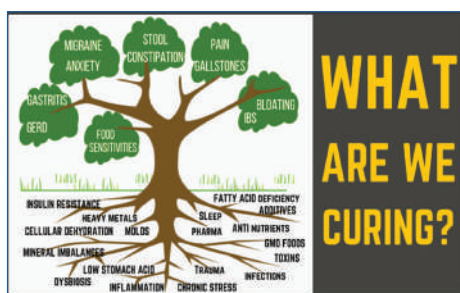 MIGRAINE
ANXIETY
STOOL
CONSTIPATION
PAIN
GALLSTONES
GASTRITIS
GERD
FOOD
SENSITIVITIES
BLOATING
IBS
WHAT
ARE WE
CURING?
INSULIN RESISTANCE
HEAVY METALS
CELLULAR DEHYDRATION
MOLDS
MINERAL IMBALANCES
LOW STOMACH ACID
DYSBIOSIS
INFLAMMATION
FATTY ACID DEFICIENCY
ADDITIVES
SLEEP
PHARMA
ANTI NUTRIENTS
GMO FOODS
TOXINS
TRAUMA
INFECTIONS
CHRONIC STRESS